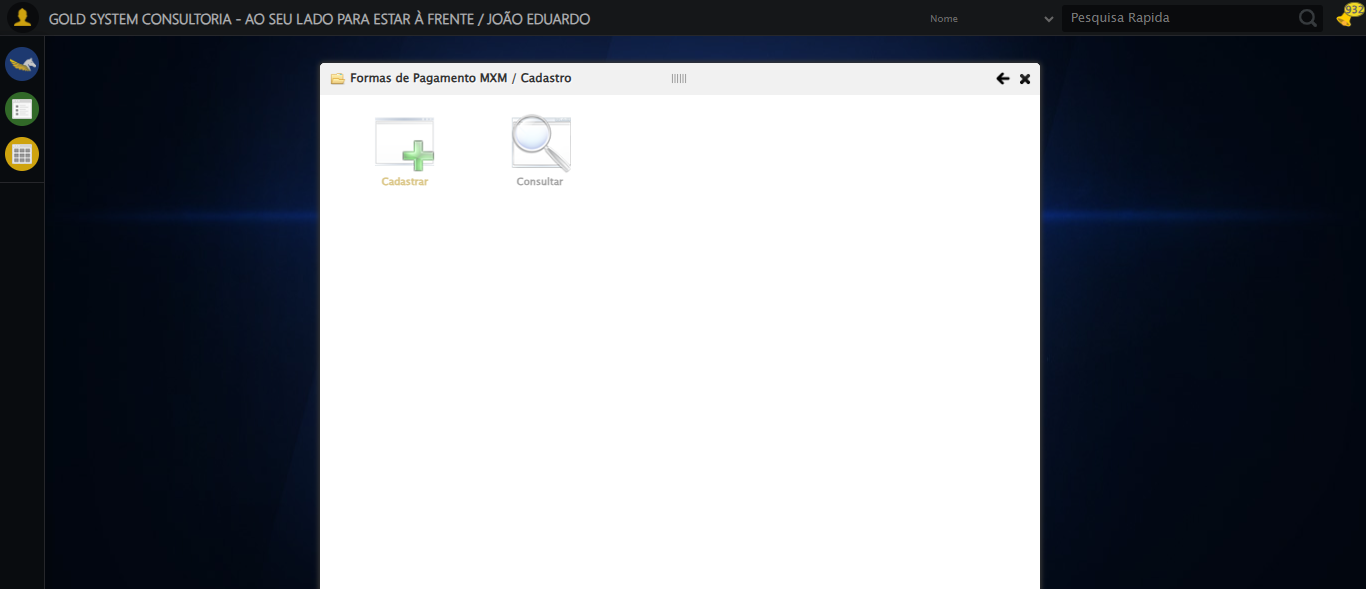 GOLD SYSTEM CONSULTORIA - AO SEU LADO PARA ESTAR À FRENTE / JOÃO EDUARDO
Nome
Pesquisa Rapida
932
Formas de Pagamento MXM / Cadastro
Cadastrar
Consultar